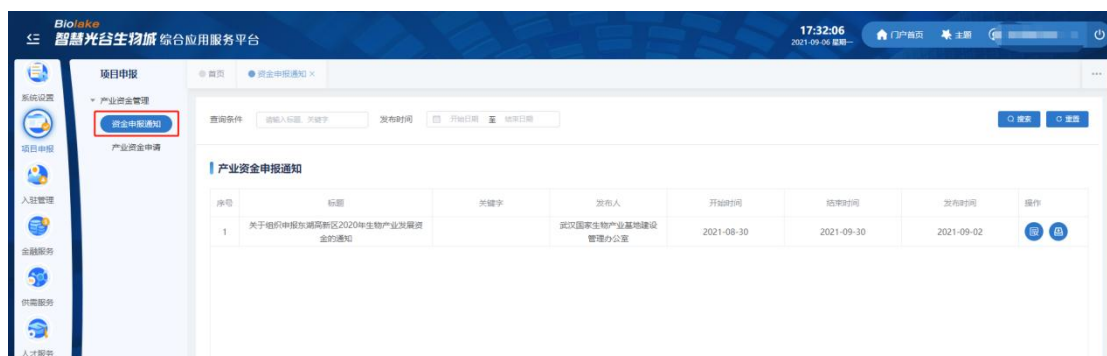 Biolake
智慧光谷生物城 综合应用服务平台
17:32:06
2021-09-06 星期一
门户首页
主题
系统设置
项目申报
入驻管理
金融服务
供需服务
人才服务
项目申报
产业资金管理
资金申报通知
产业资金申请
首页
资金申报通知 ×
查询条件 请输入标题、关键字 发布时间 开始日期 至 结束日期 搜索 重置
产业资金申报通知
序号 标题 关键字 发布人 开始时间 结束时间 发布时间 操作
1 关于组织申报东湖高新区2020年生物产业发展资金的通知 武汉国家生物产业基地建设管理办公室 2021-08-30 2021-09-30 2021-09-02